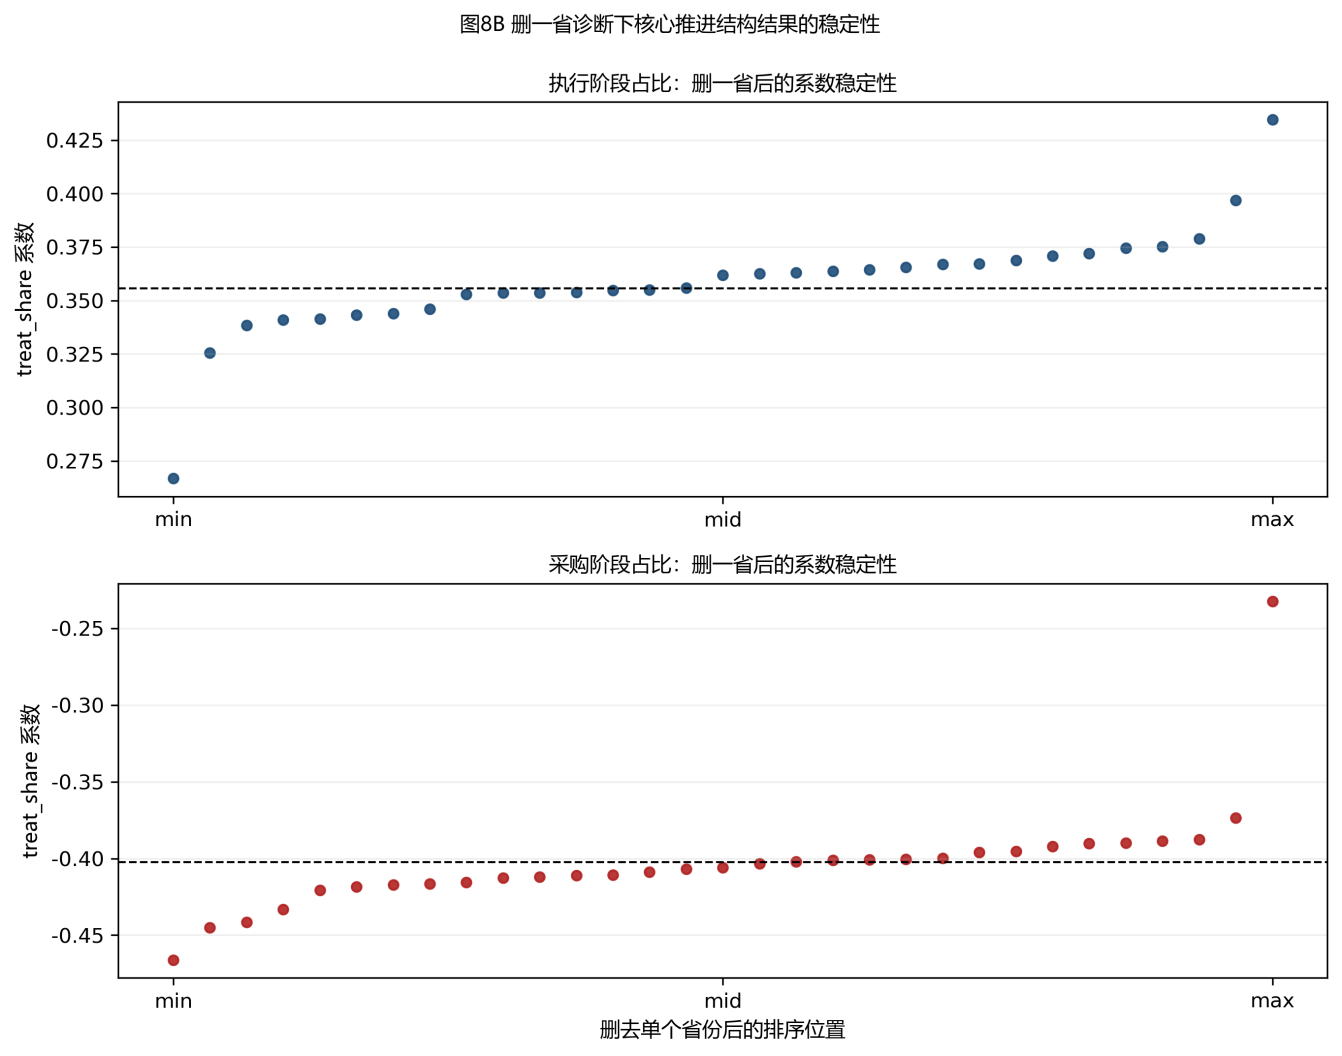 图8B 删一省诊断下核心推进结构结果的稳定性
执行阶段占比：删一省后的系数稳定性
treat_share 系数
0.425
0.400
0.375
0.350
0.325
0.300
0.275
min
mid
max
采购阶段占比：删一省后的系数稳定性
treat_share 系数
-0.25
-0.30
-0.35
-0.40
-0.45
min
mid
max
删去单个省份后的排序位置